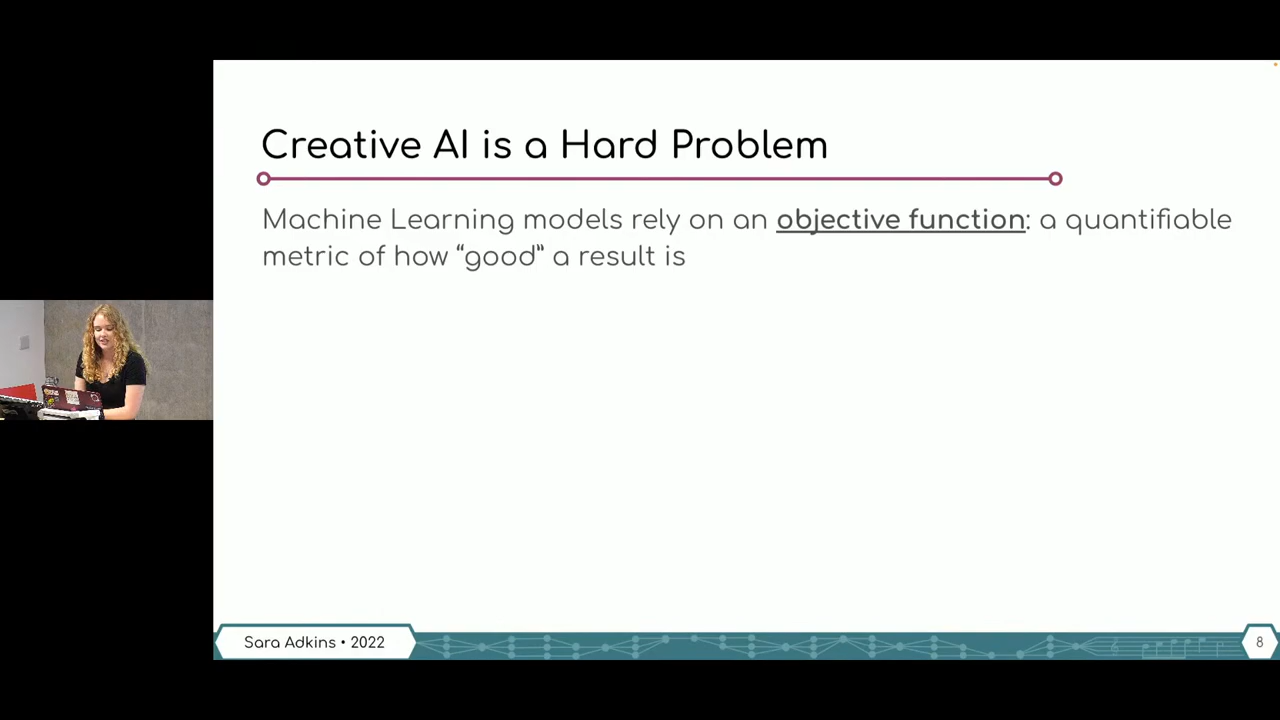 Creative AI is a Hard Problem
Machine Learning models rely on an objective function: a quantifiable
metric of how “good” a result is
Sara Adkins • 2022
8